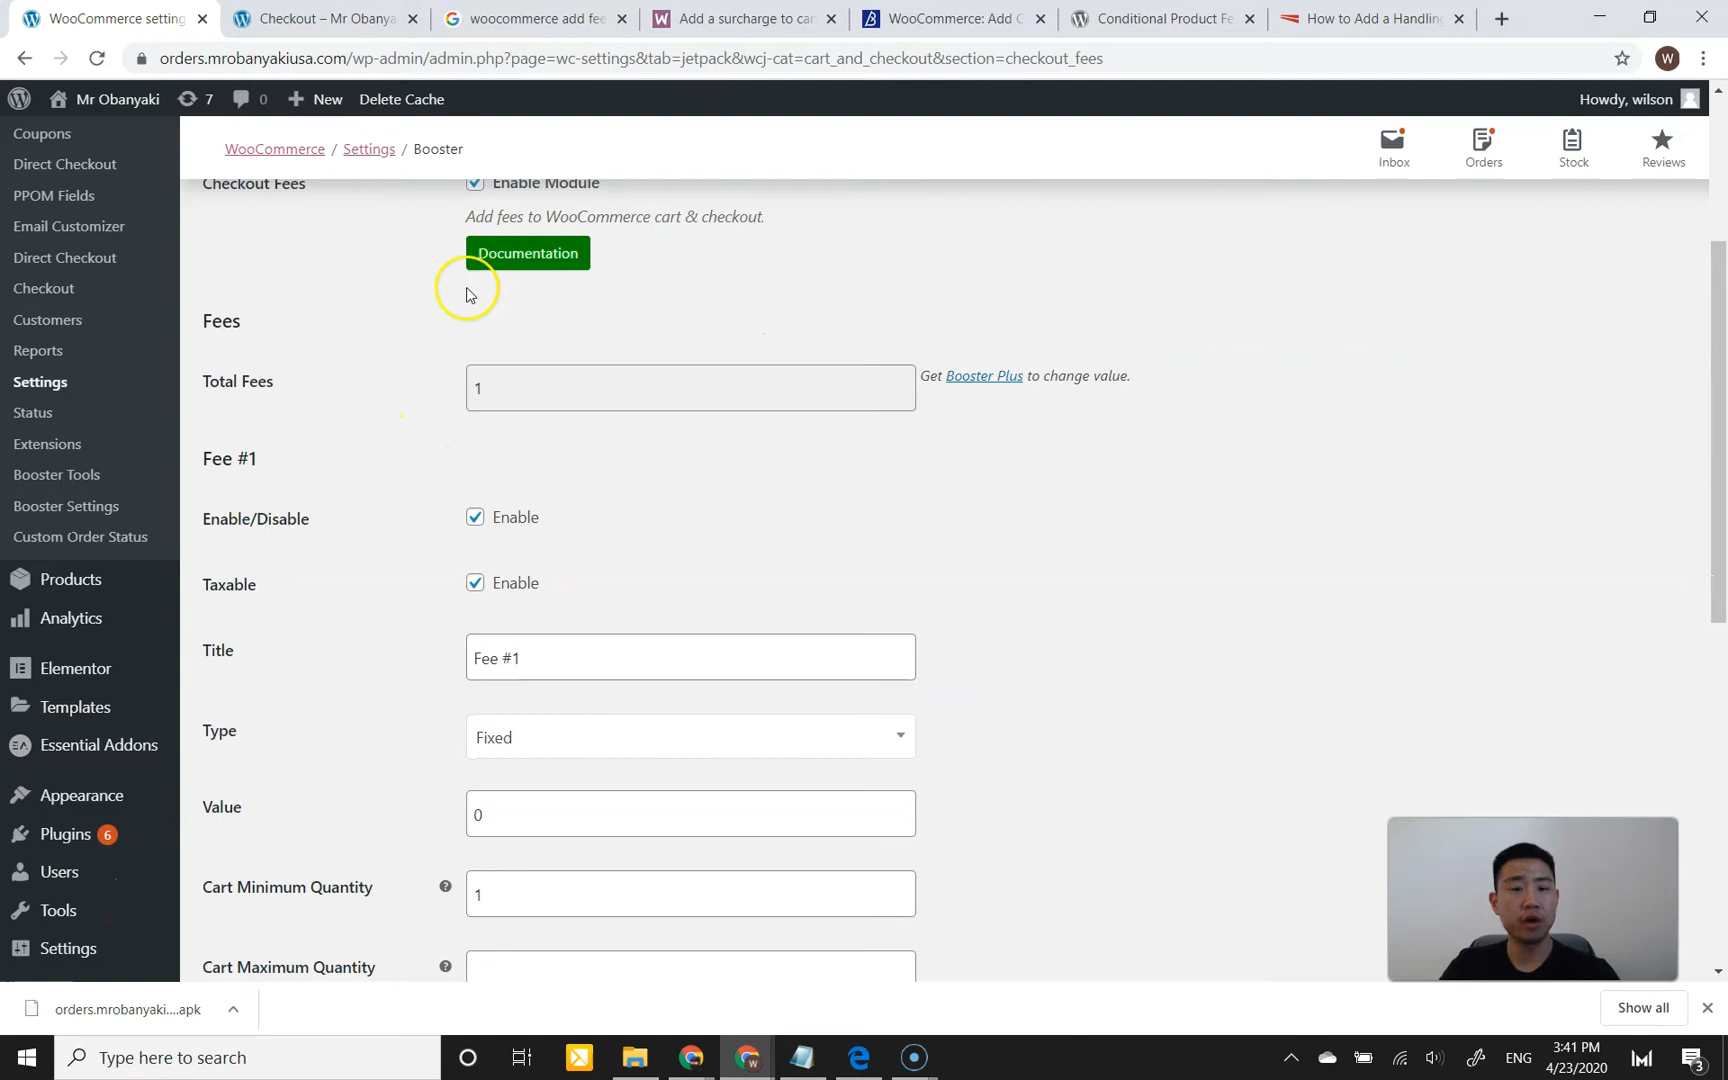 WooCommerce setting
Checkout – Mr Obanya
woocommerce add fee
Add a surcharge to car
WooCommerce: Add C
Conditional Product Fe
How to Add a Handling
orders.mrobanyakiusa.com/wp-admin/admin.php?page=wc-settings&tab=jetpack&wcj-cat=cart_and_checkout&section=checkout_fees
W
Mr Obanyaki
7
0
New
Delete Cache
Howdy, wilson
Coupons
Direct Checkout
PPOM Fields
Email Customizer
Direct Checkout
Checkout
Customers
Reports
Settings
Status
Extensions
Booster Tools
Booster Settings
Custom Order Status
Products
Analytics
Elementor
Templates
Essential Addons
Appearance
Plugins 6
Users
Tools
Settings
WooCommerce / Settings / Booster
Inbox
Orders
Stock
Reviews
Checkout Fees
Enable Module
Add fees to WooCommerce cart & checkout.
Documentation
Fees
Total Fees
1
Get Booster Plus to change value.
Fee #1
Enable/Disable
Enable
Taxable
Enable
Title
Fee #1
Type
Fixed
Value
0
Cart Minimum Quantity
1
Cart Maximum Quantity
orders.mrobanyaki....apk
Show all
Type here to search
ENG
3:41 PM
4/23/2020
3